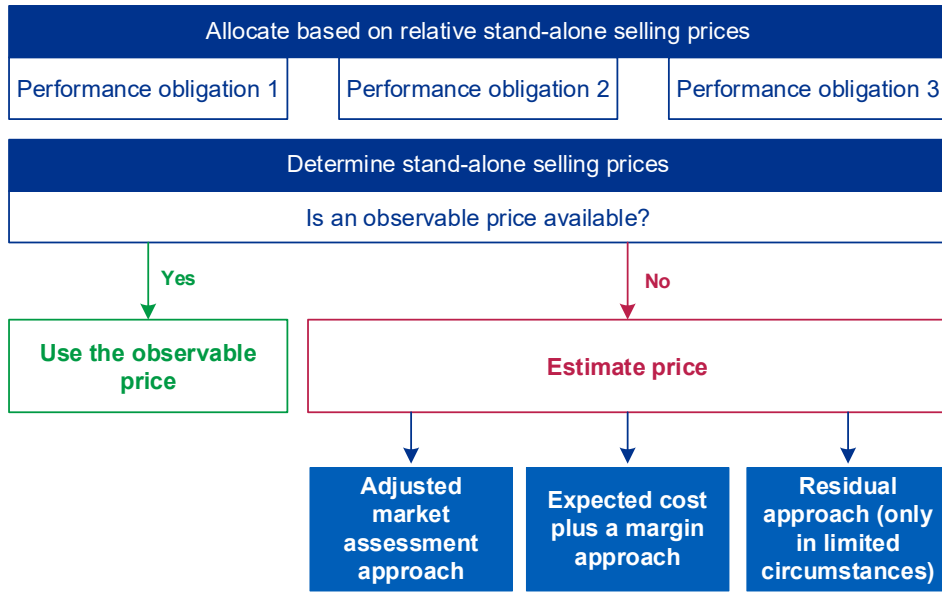 Allocate based on relative stand-alone selling prices
Performance obligation 1
Performance obligation 2
Performance obligation 3
Determine stand-alone selling prices
Is an observable price available?
Yes
No
Use the observable
price
Estimate price
Adjusted
market
assessment
approach
Expected cost
plus a margin
approach
Residual
approach (only
in limited
circumstances)